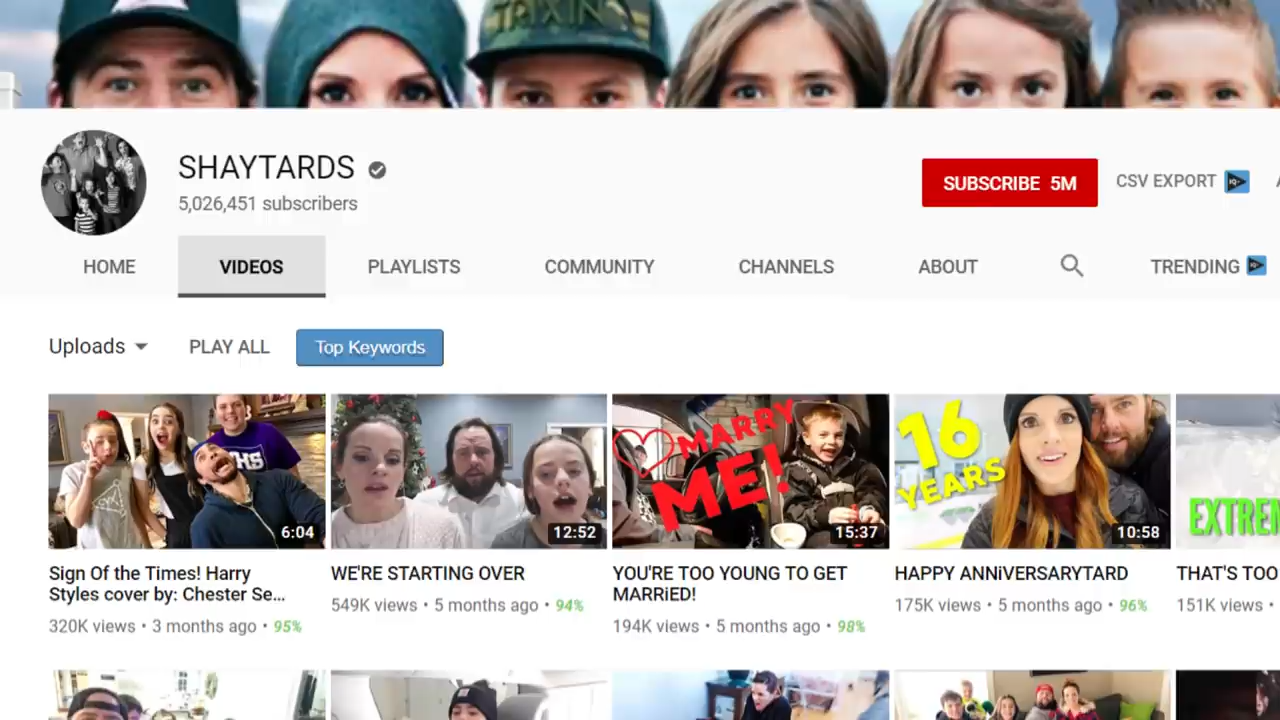 TRIXIN
SHAYTARDS
5,026,451 subscribers
SUBSCRIBE 5M
CSV EXPORT
HOME
VIDEOS
PLAYLISTS
COMMUNITY
CHANNELS
ABOUT
TRENDING
Uploads
PLAY ALL
Top Keywords
HS
6:04
12:52
MARRY
ME!
15:37
16
YEARS
10:58
EXTREM
Sign Of the Times! Harry
Styles cover by: Chester Se...
320K views • 3 months ago • 95%
WE'RE STARTING OVER
549K views • 5 months ago • 94%
YOU'RE TOO YOUNG TO GET
MARRiED!
194K views • 5 months ago • 98%
HAPPY ANNiVERSARYTARD
175K views • 5 months ago • 96%
THAT'S TOO
151K views •